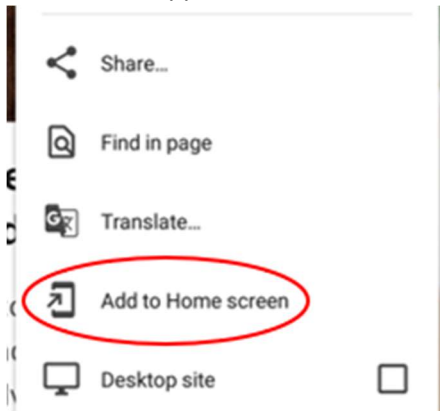 Share...
Find in page
Translate...
Add to Home screen
Desktop site